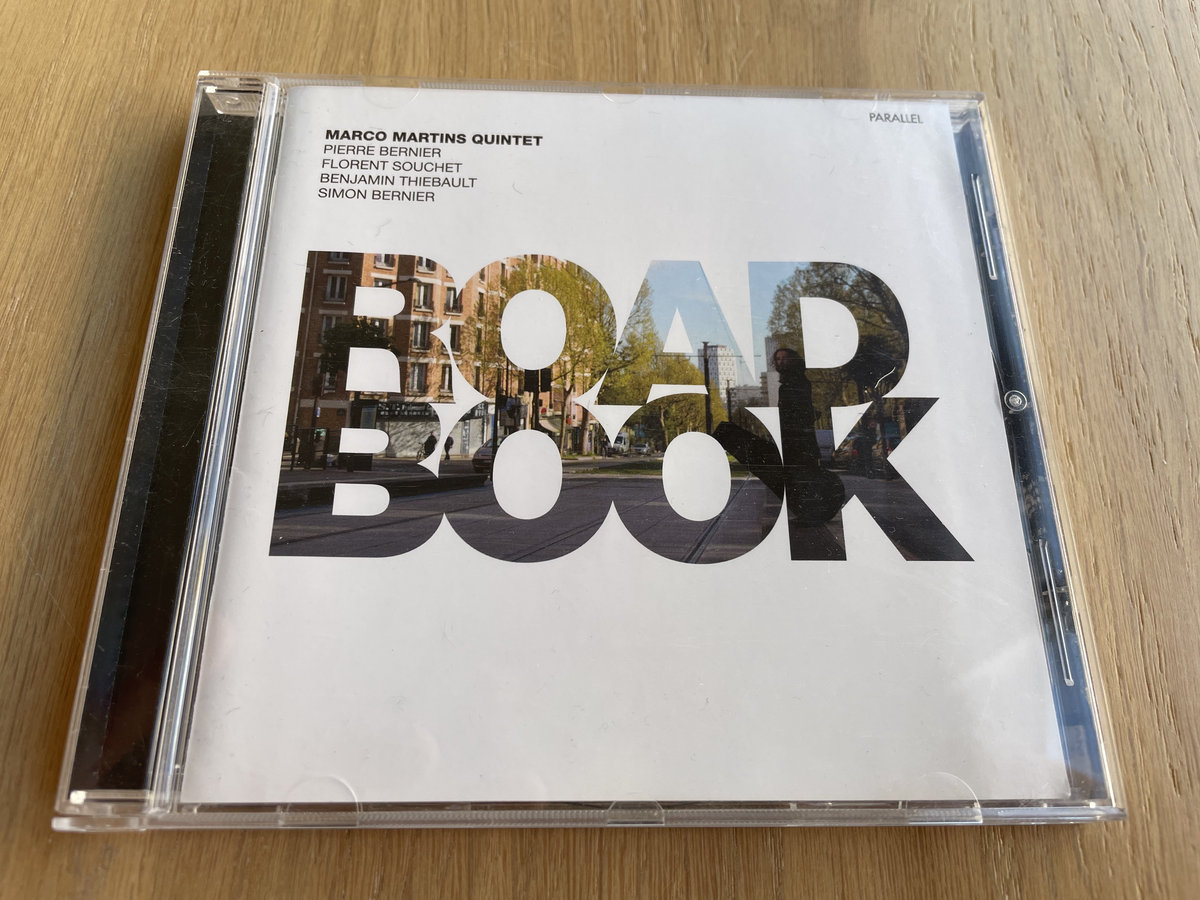 MARCO MARTINS QUINTET
PIERRE BERNIER
FLORENT SOUCHET
BENJAMIN THIEBAULT
SIMON BERNIER
PARALLEL
ROAD
BOOK